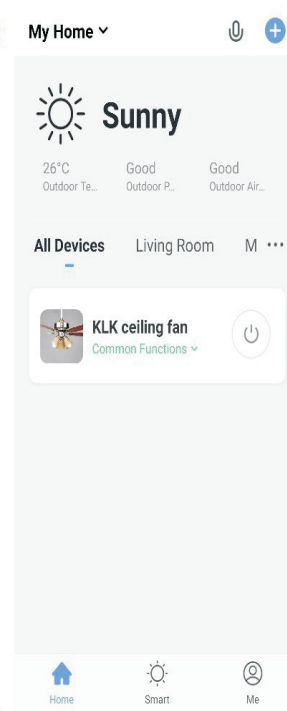 My Home
Sunny
26°C Good Good
Outdoor Te... Outdoor P... Outdoor Air...
All Devices Living Room M ...
KLK ceiling fan
Common Functions
Home Smart Me